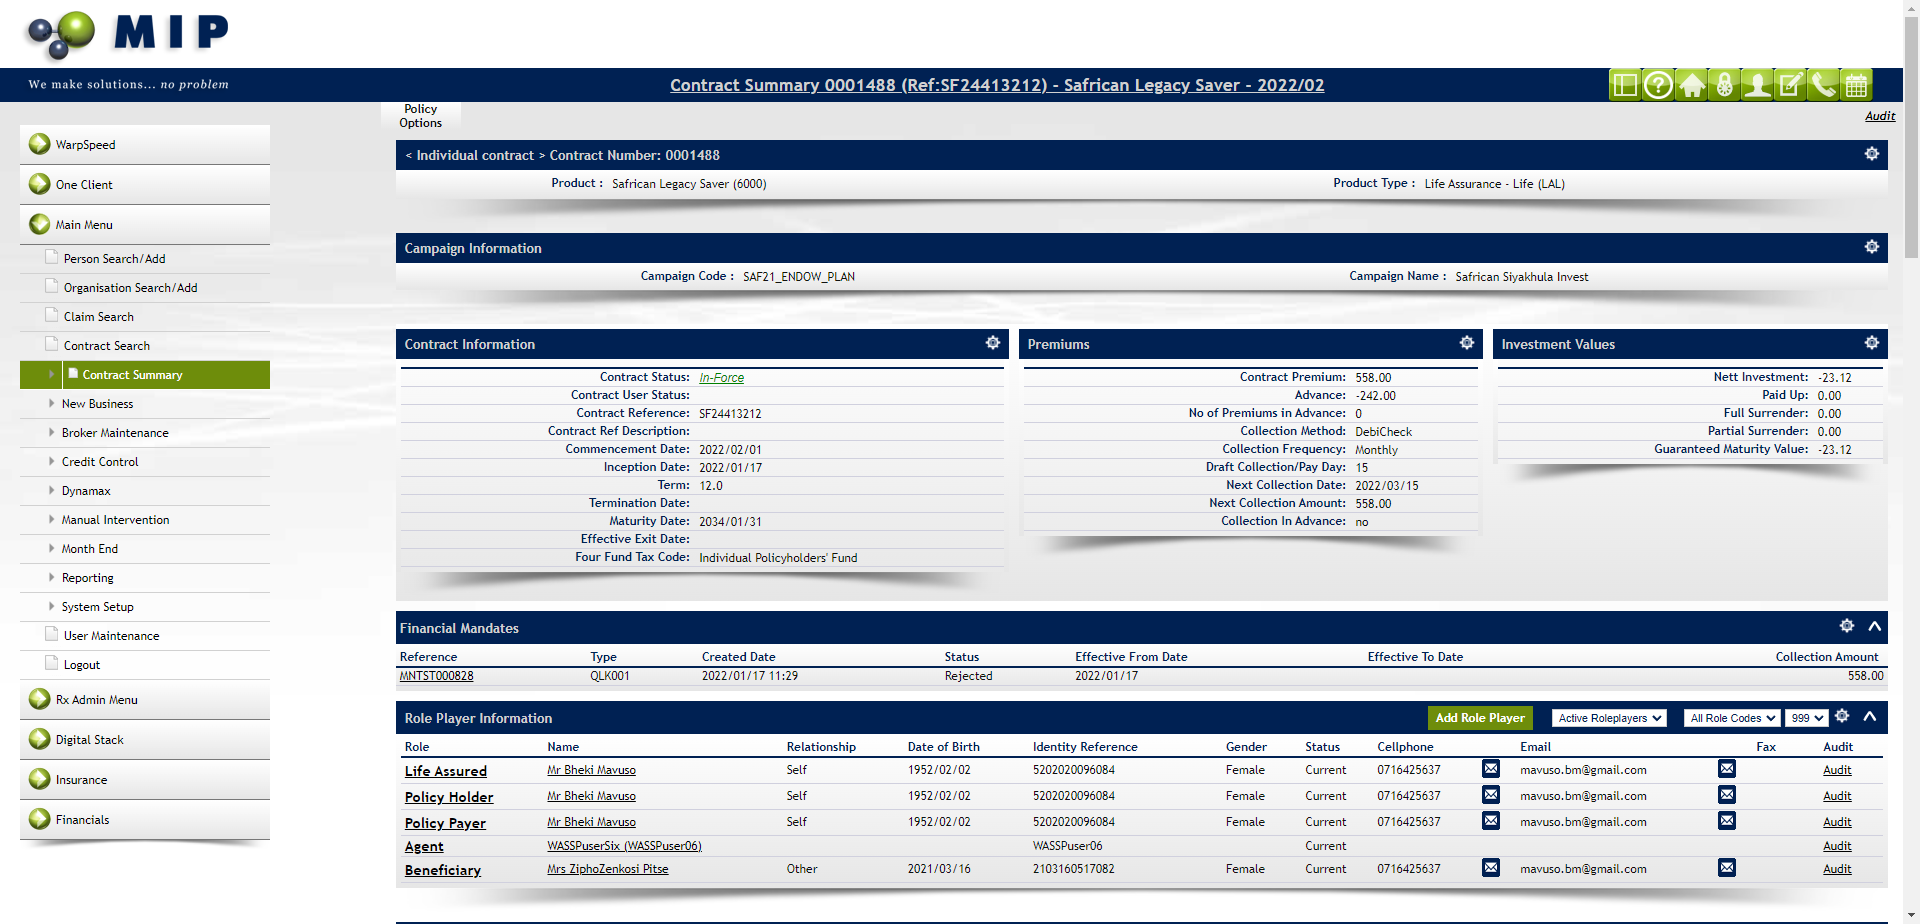 MIP
We make solutions... no problem
Contract Summary 0001488 (Ref:SF24413212) - Safrican Legacy Saver - 2022/02
Policy
Options
Audit
WarpSpeed
One Client
Main Menu
Person Search/Add
Organisation Search/Add
Claim Search
Contract Search
Contract Summary
New Business
Broker Maintenance
Credit Control
Dynamax
Manual Intervention
Month End
Reporting
System Setup
User Maintenance
Logout
Rx Admin Menu
Digital Stack
Insurance
Financials
< Individual contract > Contract Number: 0001488
Product : Safrican Legacy Saver (6000) Product Type : Life Assurance - Life (LAL)
Campaign Information
Campaign Code : SAF21_ENDOW_PLAN Campaign Name : Safrican Siyakhula Invest
Contract Information
Contract Status: In-Force
Contract User Status:
Contract Reference: SF24413212
Contract Ref Description:
Commencement Date: 2022/02/01
Inception Date: 2022/01/17
Term: 12.0
Termination Date:
Maturity Date: 2034/01/31
Effective Exit Date:
Four Fund Tax Code: Individual Policyholders' Fund
Premiums
Contract Premium: 558.00
Advance: -242.00
No of Premiums in Advance: 0
Collection Method: DebiCheck
Collection Frequency: Monthly
Draft Collection/Pay Day: 15
Next Collection Date: 2022/03/15
Next Collection Amount: 558.00
Collection In Advance: no
Investment Values
Nett Investment: -23.12
Paid Up: 0.00
Full Surrender: 0.00
Partial Surrender: 0.00
Guaranteed Maturity Value: -23.12
Financial Mandates
Reference Type Created Date Status Effective From Date Effective To Date Collection Amount
MNTST000828 QLK001 2022/01/17 11:29 Rejected 2022/01/17 558.00
Role Player Information Add Role Player Active Roleplayers All Role Codes 999
Role Name Relationship Date of Birth Identity Reference Gender Status Cellphone Email Fax Audit
Life Assured Mr Bheki Mavuso Self 1952/02/02 5202020096084 Female Current 0716425637 mavuso.bm@gmail.com Audit
Policy Holder Mr Bheki Mavuso Self 1952/02/02 5202020096084 Female Current 0716425637 mavuso.bm@gmail.com Audit
Policy Payer Mr Bheki Mavuso Self 1952/02/02 5202020096084 Female Current 0716425637 mavuso.bm@gmail.com Audit
Agent WASSPuserSix (WASSPuser06) WASSPuser06 Current Audit
Beneficiary Mrs ZiphoZenkosi Pitse Other 2021/03/16 2103160517082 Female Current 0716425637 mavuso.bm@gmail.com Audit